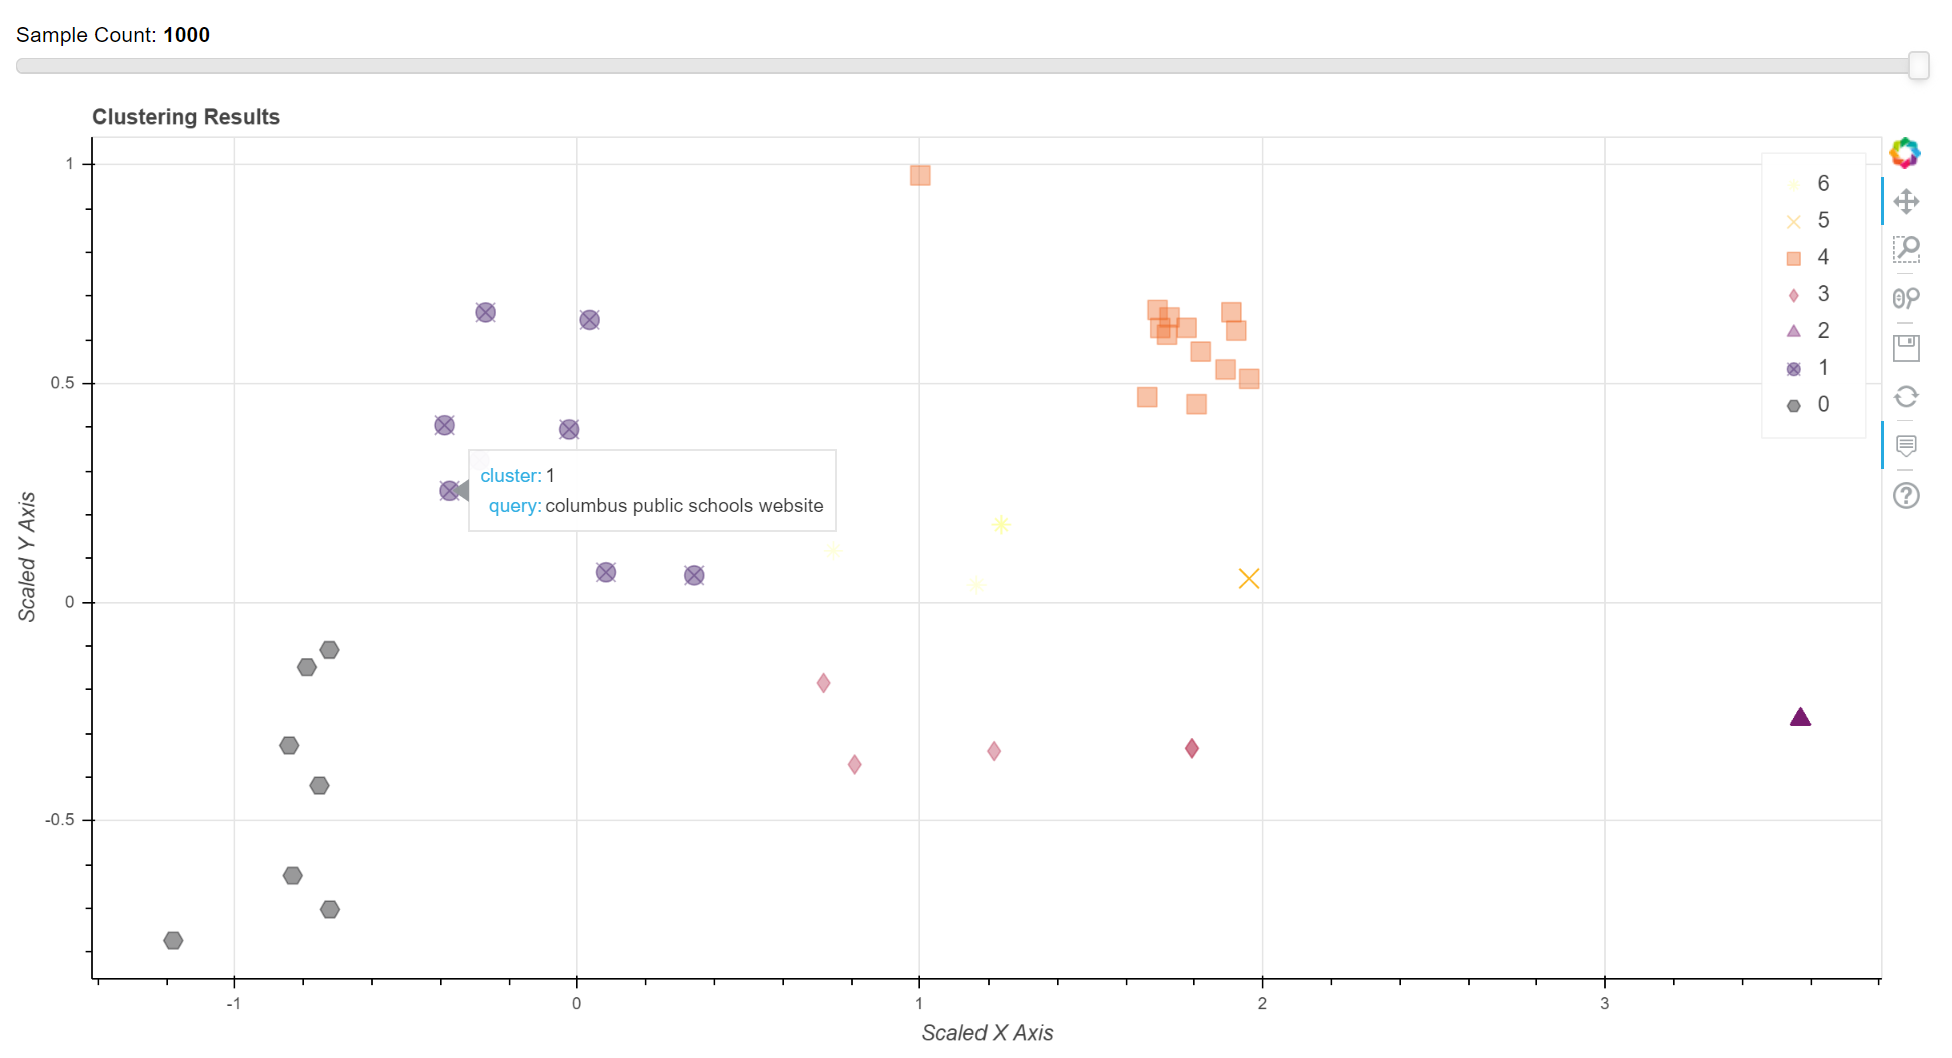 Sample Count: 1000
Clustering Results
1
0.5
0
-0.5
Scaled Y Axis
-1
0
1
2
3
Scaled X Axis
cluster: 1
query: columbus public schools website
6
5
4
3
2
1
0
?